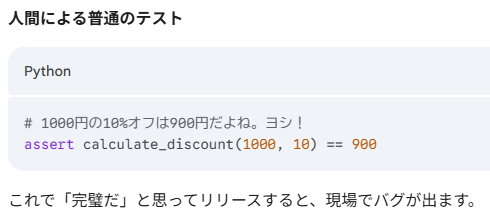 人間による普通のテスト
Python
# 1000円の10%オフは900円だよね。ヨシ！
assert calculate_discount(1000, 10) == 900
これで「完璧だ」と思ってリリースすると、現場でバグが出ます。